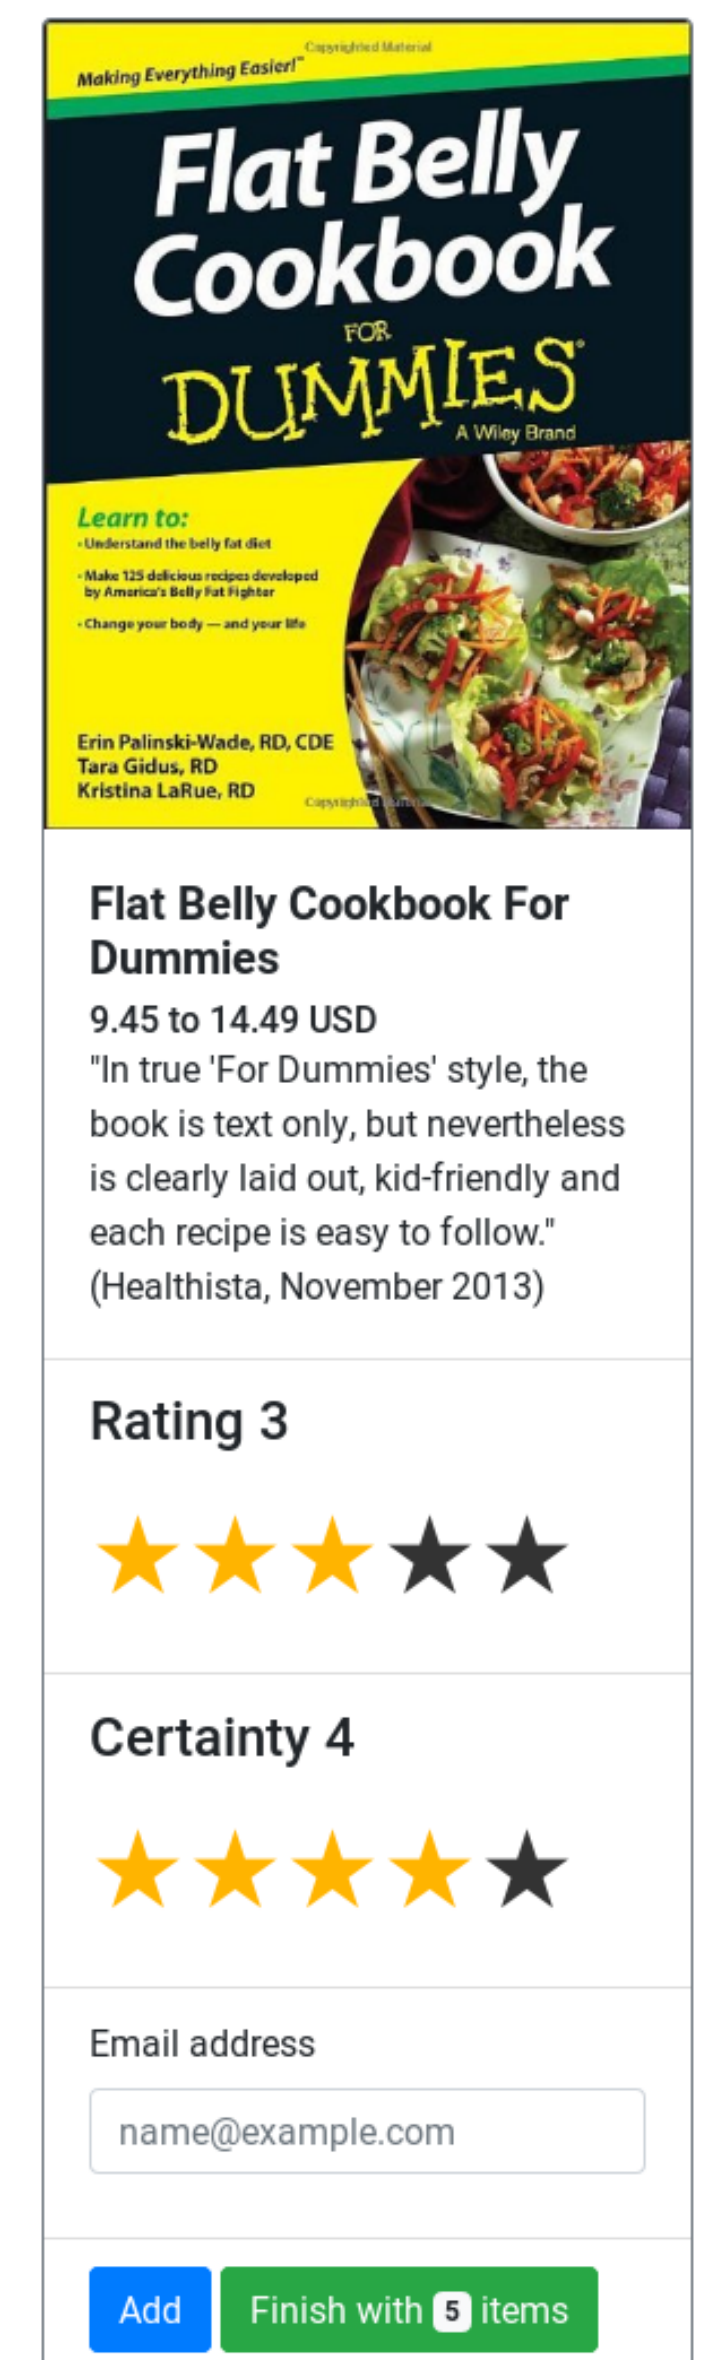 Copyrighted Material
Making Everything Easier!™
Flat Belly
Cookbook
FOR
DUMMIES®
A Wiley Brand
Learn to:
• Understand the belly fat diet
• Make 125 delicious recipes developed
by America's Belly Fat Fighter
• Change your body — and your life
Erin Palinski-Wade, RD, CDE
Tara Gidus, RD
Kristina LaRue, RD
Copyrighted Material
Flat Belly Cookbook For
Dummies
9.45 to 14.49 USD
"In true 'For Dummies' style, the
book is text only, but nevertheless
is clearly laid out, kid-friendly and
each recipe is easy to follow."
(Healthista, November 2013)
Rating 3
Certainty 4
Email address
name@example.com
Add
Finish with 5 items